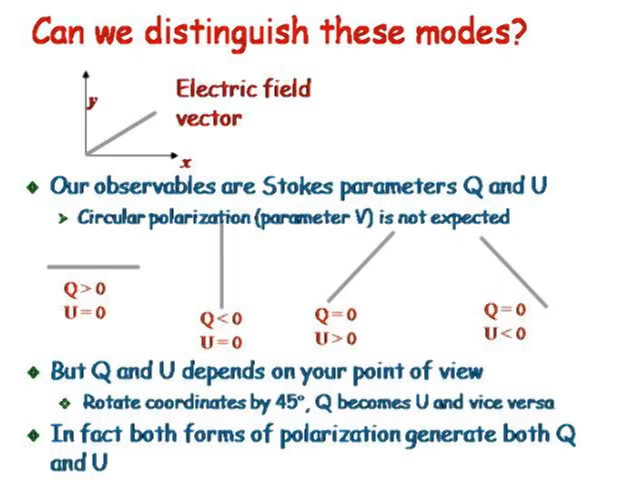 Can we distinguish these modes?
y
Electric field
vector
x
Our observables are Stokes parameters Q and U
Circular polarization (parameter V) is not expected
Q > 0
U = 0
Q < 0
U = 0
Q = 0
U > 0
Q = 0
U < 0
But Q and U depends on your point of view
Rotate coordinates by 45°, Q becomes U and vice versa
In fact both forms of polarization generate both Q
and U